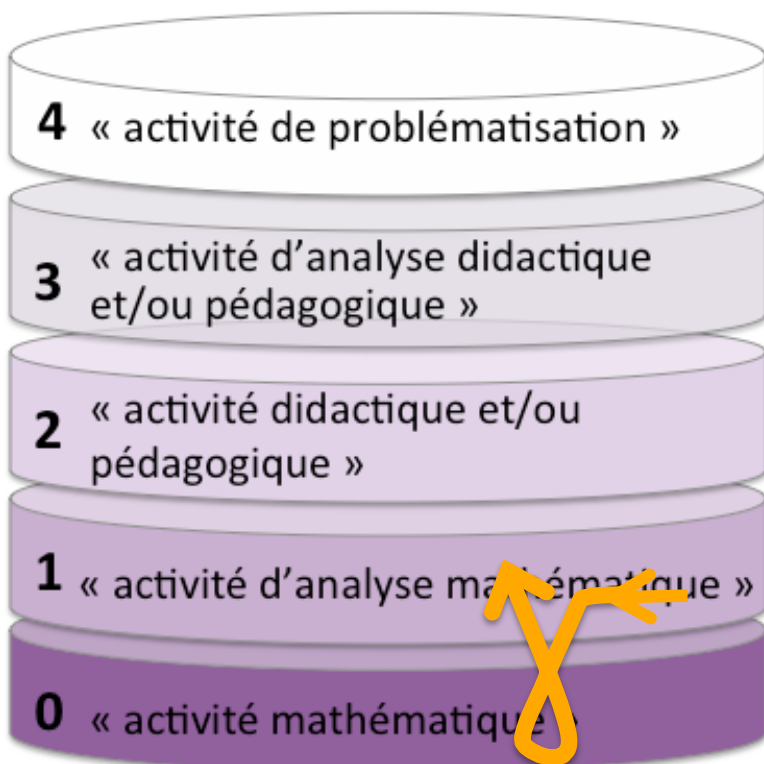 4 « activité de problématisation »
3 « activité d’analyse didactique
et/ou pédagogique »
2 « activité didactique et/ou
pédagogique »
1 « activité d’analyse mathématique »
0 « activité mathématique »